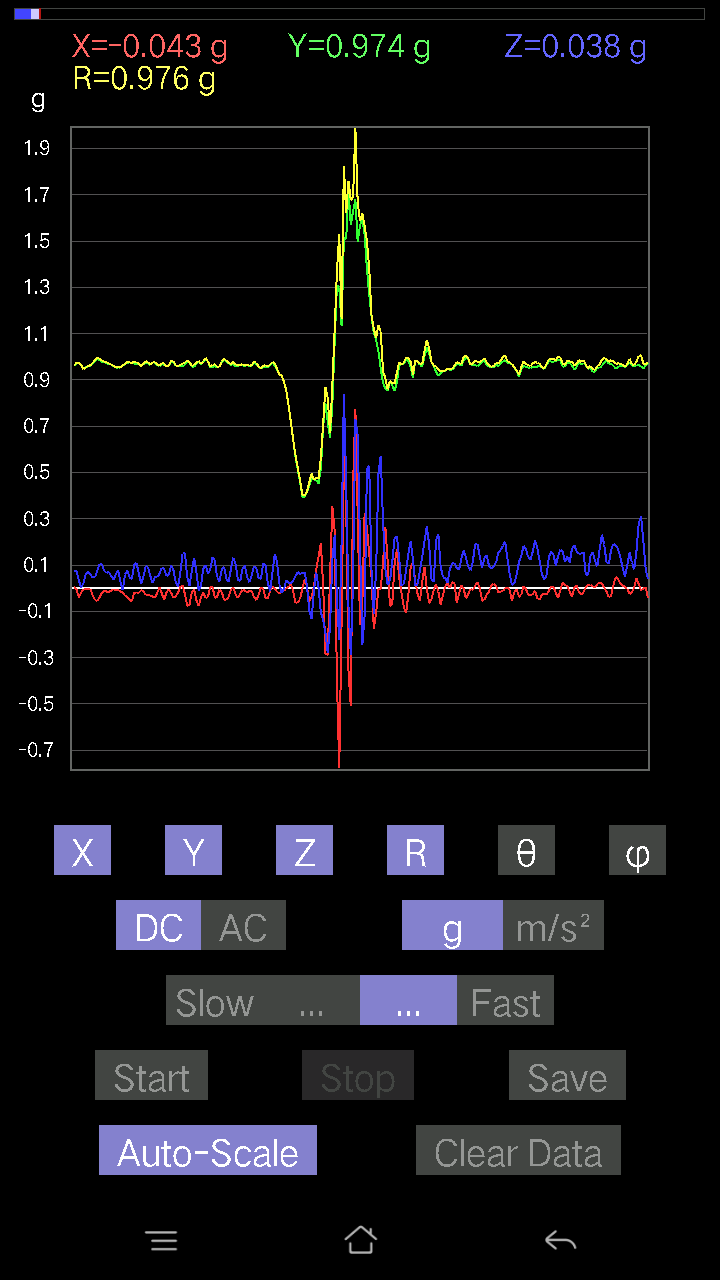 X=-0.043 g Y=0.974 g Z=0.038 g
R=0.976 g
g
1.9
1.7
1.5
1.3
1.1
0.9
0.7
0.5
0.3
0.1
-0.1
-0.3
-0.5
-0.7
X Y Z R θ φ
DC AC g m/s²
Slow ... ... Fast
Start Stop Save
Auto-Scale Clear Data